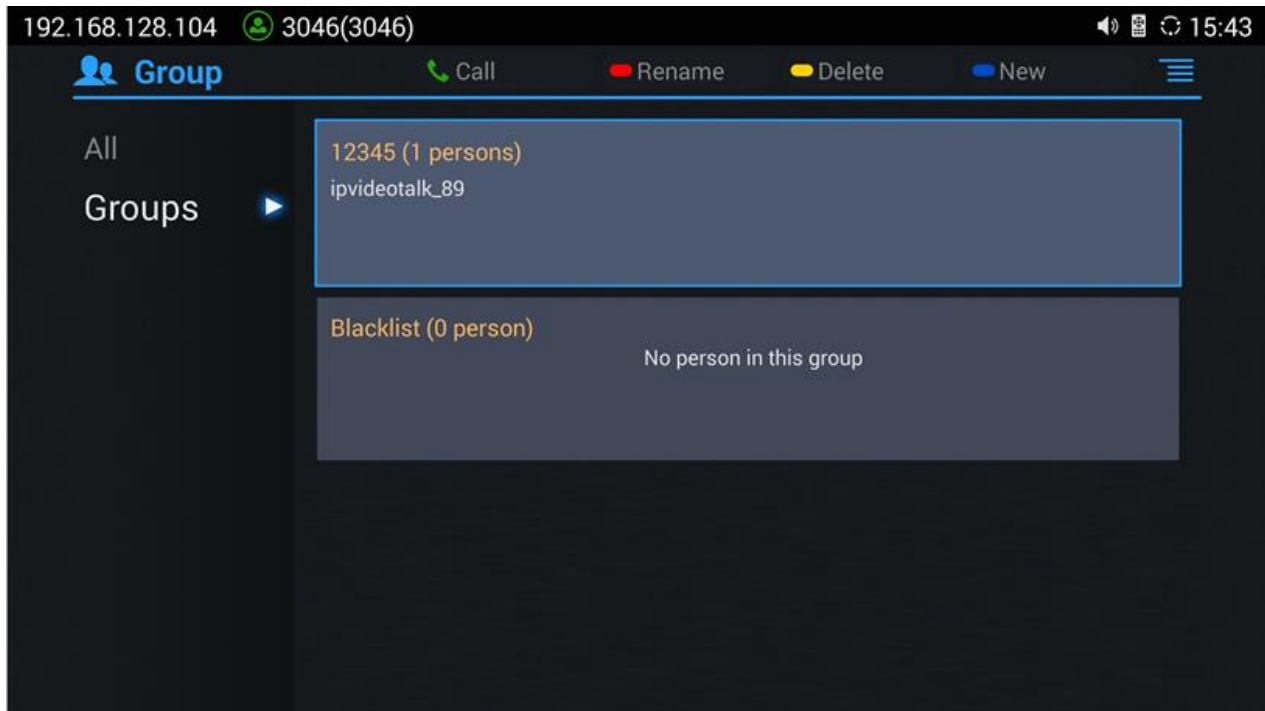 192.168.128.104 3046(3046) 15:43
Group Call Rename Delete New
All
Groups
12345 (1 persons)
ipvideotalk_89
Blacklist (0 person)
No person in this group